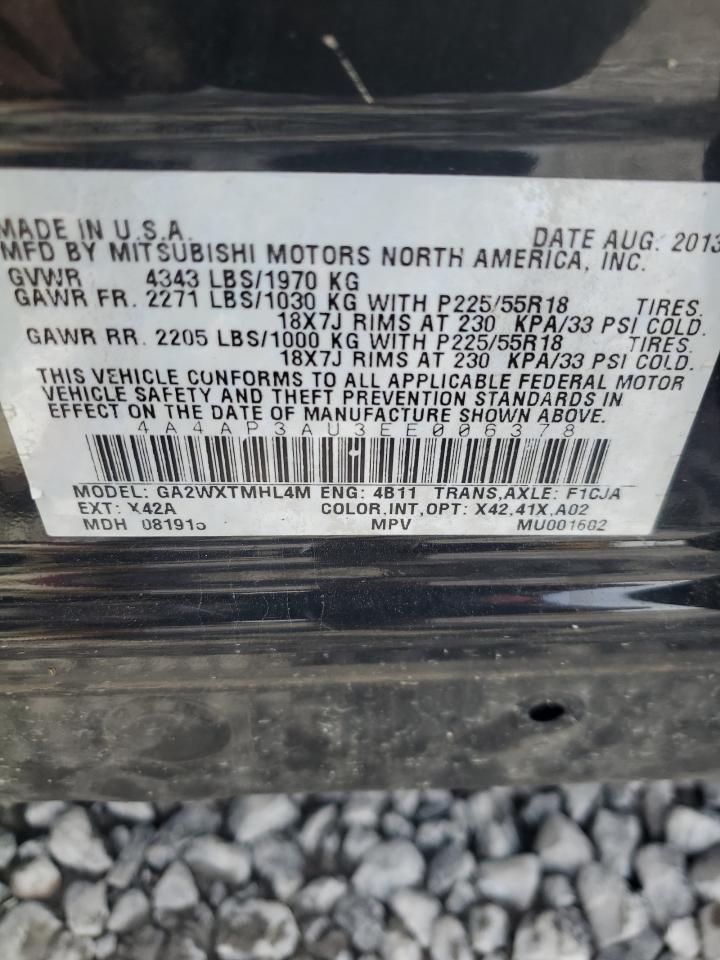 MADE IN U.S.A. DATE AUG. 2013
MFD BY MITSUBISHI MOTORS NORTH AMERICA, INC.
GVWR 4343 LBS/1970 KG
GAWR FR. 2271 LBS/1030 KG WITH P225/55R18 TIRES.
18X7J RIMS AT 230 KPA/33 PSI COLD.
GAWR RR. 2205 LBS/1000 KG WITH P225/55R18 TIRES.
18X7J RIMS AT 230 KPA/33 PSI COLD.
THIS VEHICLE CONFORMS TO ALL APPLICABLE FEDERAL MOTOR
VEHICLE SAFETY AND THEFT PREVENTION STANDARDS IN
EFFECT ON THE DATE OF MANUFACTURE SHOWN ABOVE.
4A4AP3AU3EE006378
MODEL: GA2WXTMHL4M ENG: 4B11 TRANS,AXLE: F1CJA
EXT: X42A COLOR,INT,OPT: X42,41X,A02
MDH MPV MU001602